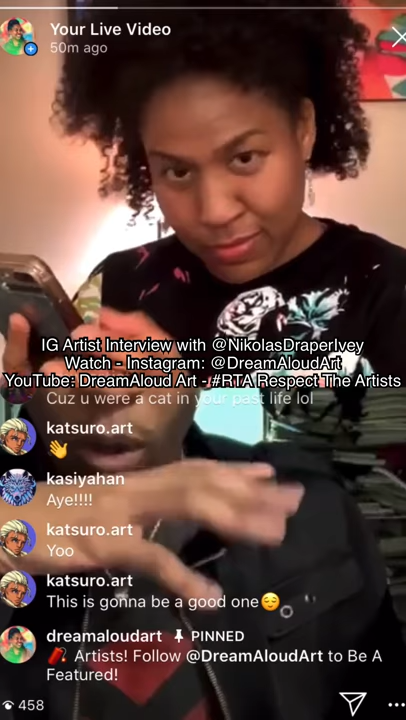 Your Live Video
50m ago
IG Artist Interview with @NikolasDraperIvey
Watch - Instagram: @DreamAloudArt
YouTube: DreamAloud Art - #RTA Respect The Artists
Cuz u were a cat in your past life lol
katsuro.art
👋
kasiyahan
Aye!!!!
katsuro.art
Yoo
katsuro.art
This is gonna be a good one😌
dreamaloudart 📌 PINNED
🧧 Artists! Follow @DreamAloudArt to Be A
Featured!
458